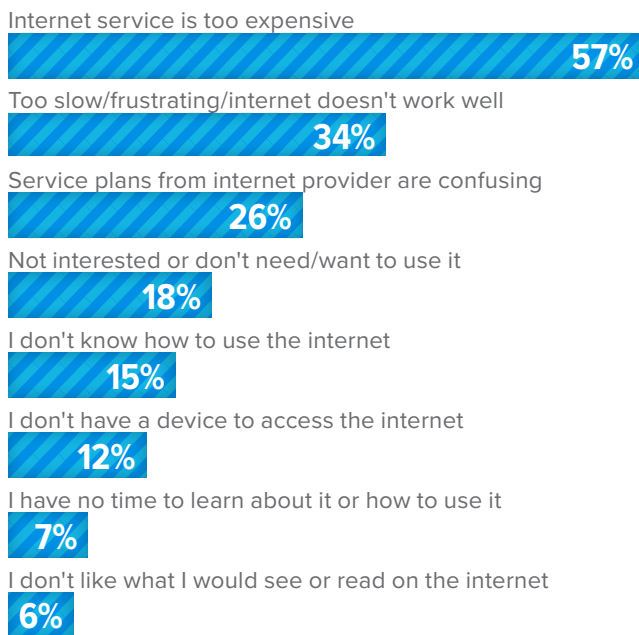 Internet service is too expensive
57%
Too slow/frustrating/internet doesn't work well
34%
Service plans from internet provider are confusing
26%
Not interested or don't need/want to use it
18%
I don't know how to use the internet
15%
I don't have a device to access the internet
12%
I have no time to learn about it or how to use it
7%
I don't like what I would see or read on the internet
6%